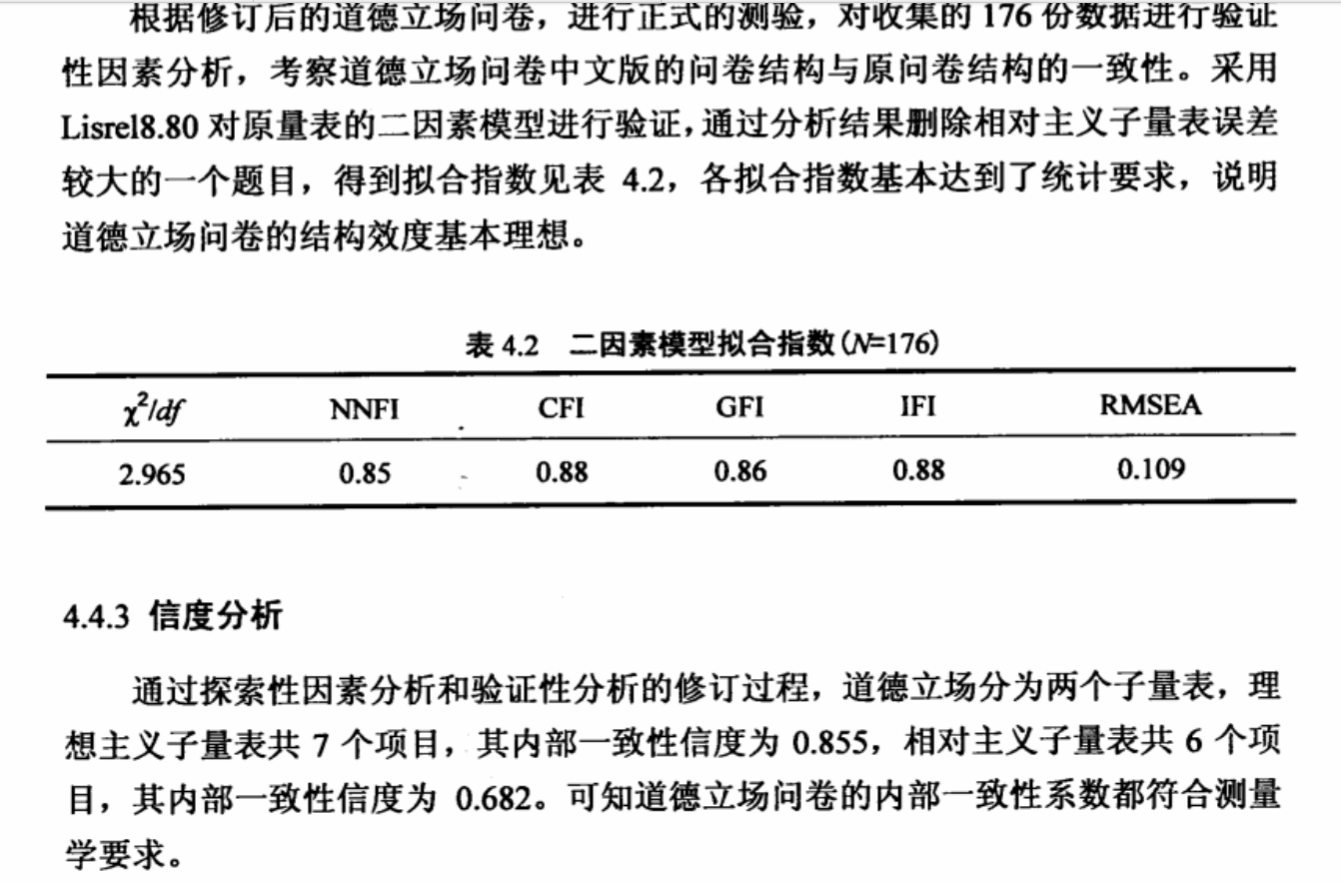 根据修订后的道德立场问卷，进行正式的测验，对收集的 176 份数据进行验证
性因素分析，考察道德立场问卷中文版的问卷结构与原问卷结构的一致性。采用
Lisrel8.80 对原量表的二因素模型进行验证，通过分析结果删除相对主义子量表误差
较大的一个题目，得到拟合指数见表 4.2，各拟合指数基本达到了统计要求，说明
道德立场问卷的结构效度基本理想。
表 4.2 二因素模型拟合指数(N=176)
χ²/df NNFI CFI GFI IFI RMSEA
2.965 0.85 0.88 0.86 0.88 0.109
4.4.3 信度分析
通过探索性因素分析和验证性分析的修订过程，道德立场分为两个子量表，理
想主义子量表共 7 个项目，其内部一致性信度为 0.855，相对主义子量表共 6 个项
目，其内部一致性信度为 0.682。可知道德立场问卷的内部一致性系数都符合测量
学要求。